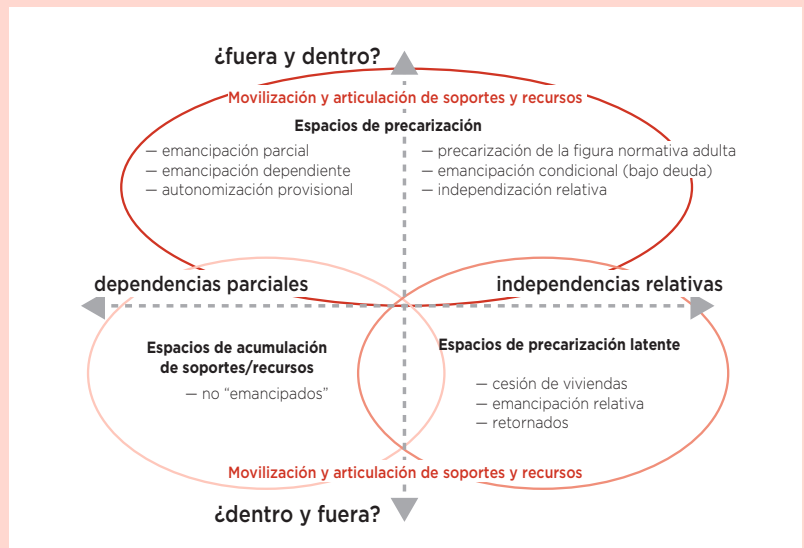 ¿fuera y dentro?
Movilización y articulación de soportes y recursos
Espacios de precarización
— emancipación parcial
— emancipación dependiente
— autonomización provisional
— precarización de la figura normativa adulta
— emancipación condicional (bajo deuda)
— independización relativa
dependencias parciales
independencias relativas
Espacios de acumulación
de soportes/recursos
— no “emancipados”
Espacios de precarización latente
— cesión de viviendas
— emancipación relativa
— retornados
Movilización y articulación de soportes y recursos
¿dentro y fuera?